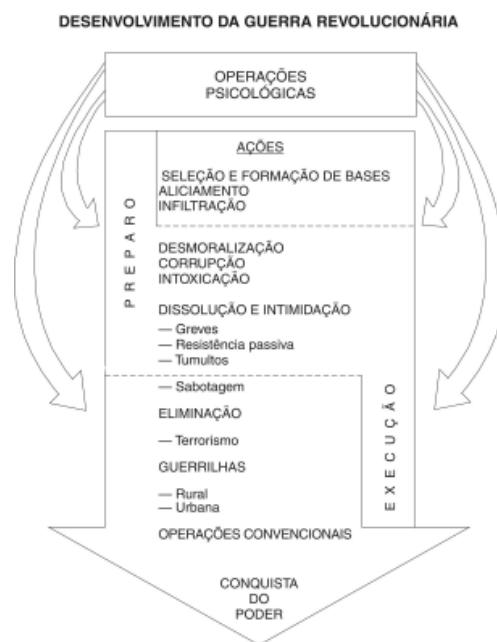 DESENVOLVIMENTO DA GUERRA REVOLUCIONÁRIA
OPERAÇÕES
PSICOLÓGICAS
PREPARO
AÇÕES
SELEÇÃO E FORMAÇÃO DE BASES
ALICIAMENTO
INFILTRAÇÃO
DESMORALIZAÇÃO
CORRUPÇÃO
INTOXICAÇÃO
DISSOLUÇÃO E INTIMIDAÇÃO
— Greves
— Resistência passiva
— Tumultos
— Sabotagem
ELIMINAÇÃO
— Terrorismo
GUERRILHAS
— Rural
— Urbana
OPERAÇÕES CONVENCIONAIS
EXECUÇÃO
CONQUISTA
DO
PODER